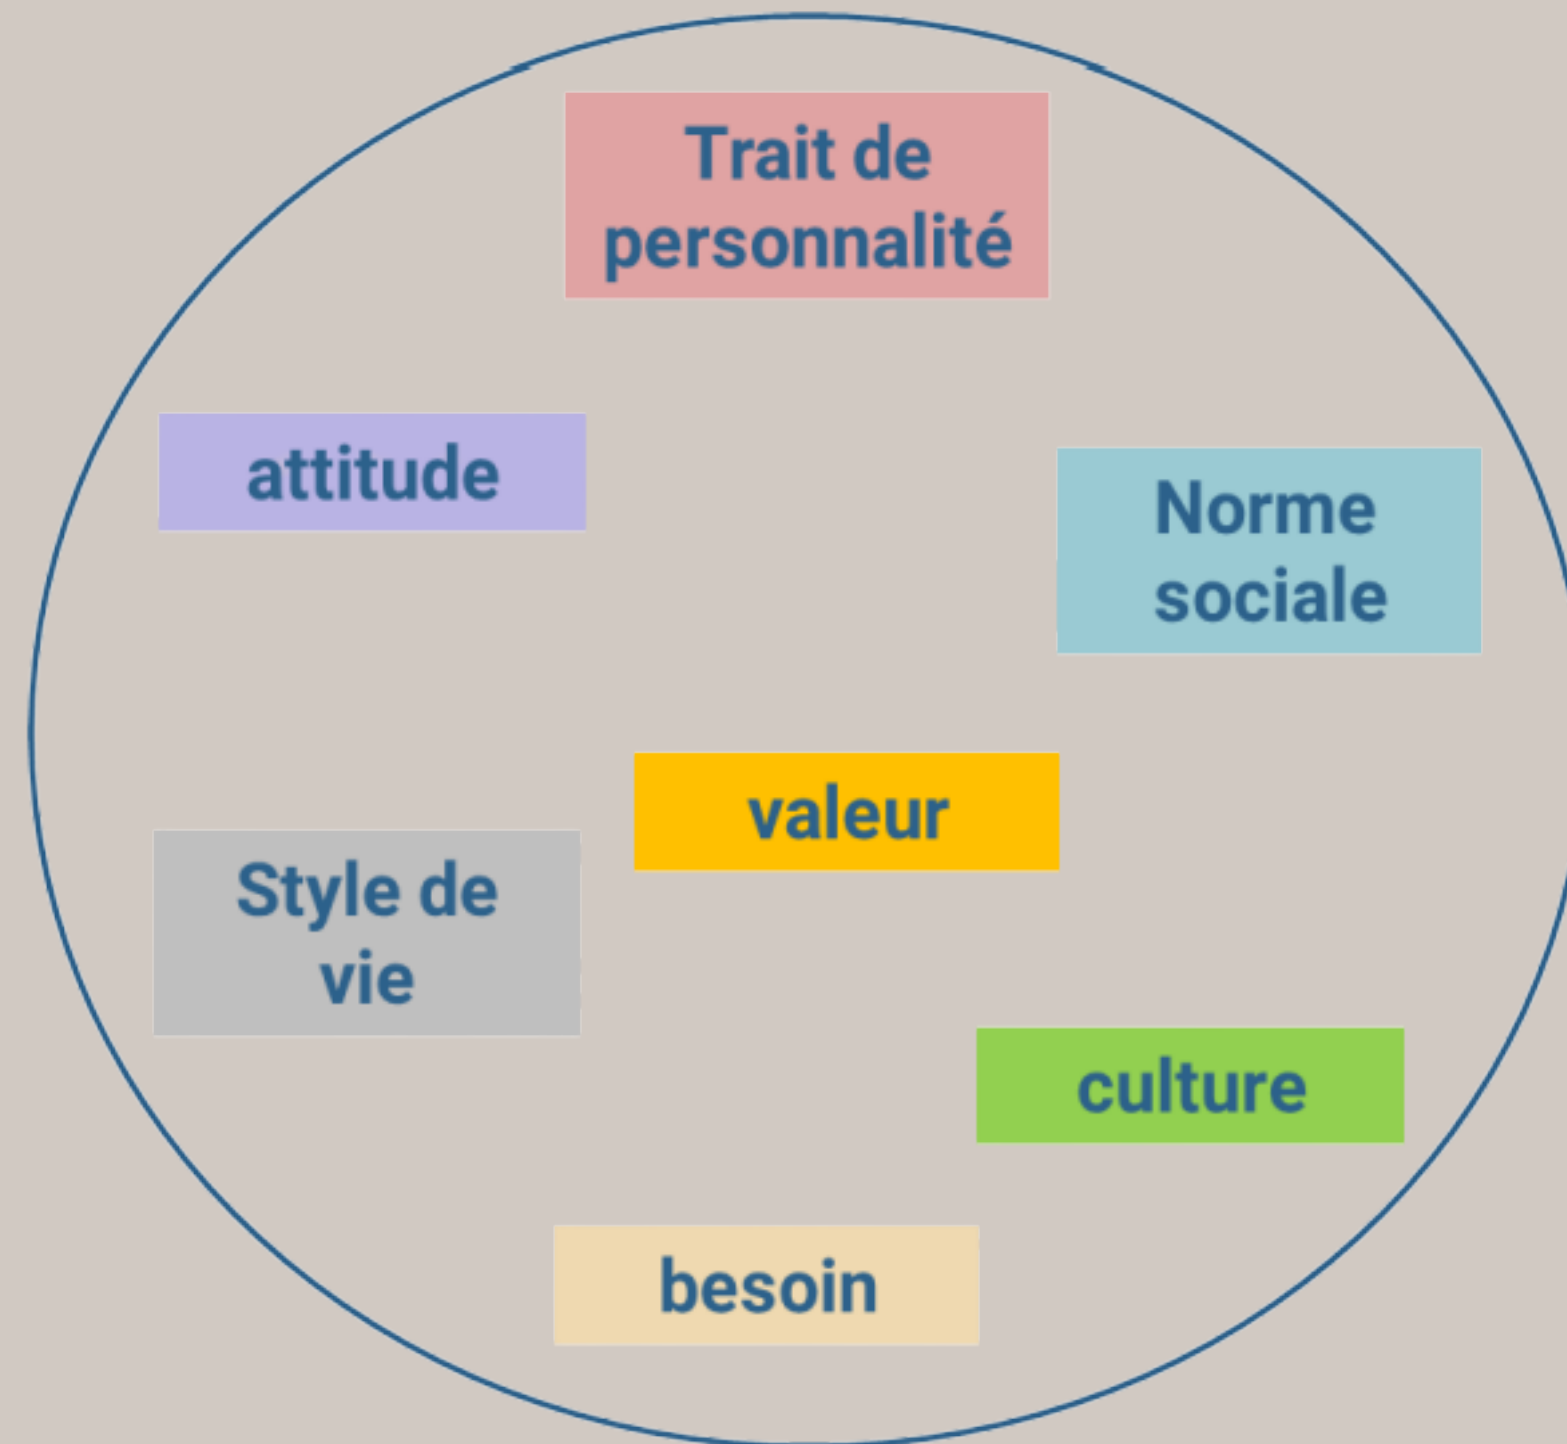 Trait de
personnalité
attitude
Norme
sociale
valeur
Style de
vie
culture
besoin